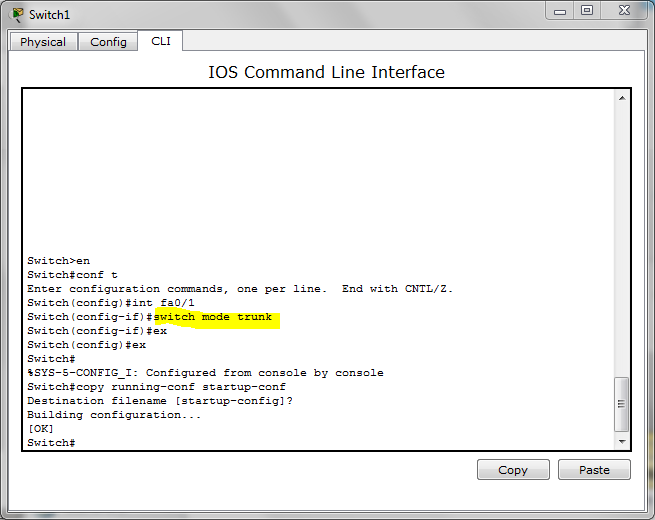 Switch1
Physical Config CLI
IOS Command Line Interface
Switch>en
Switch#conf t
Enter configuration commands, one per line.  End with CNTL/Z.
Switch(config)#int fa0/1
Switch(config-if)#switch mode trunk
Switch(config-if)#ex
Switch(config)#ex
Switch#
%SYS-5-CONFIG_I: Configured from console by console
Switch#copy running-conf startup-conf
Destination filename [startup-config]?
Building configuration...
[OK]
Switch#
Copy Paste